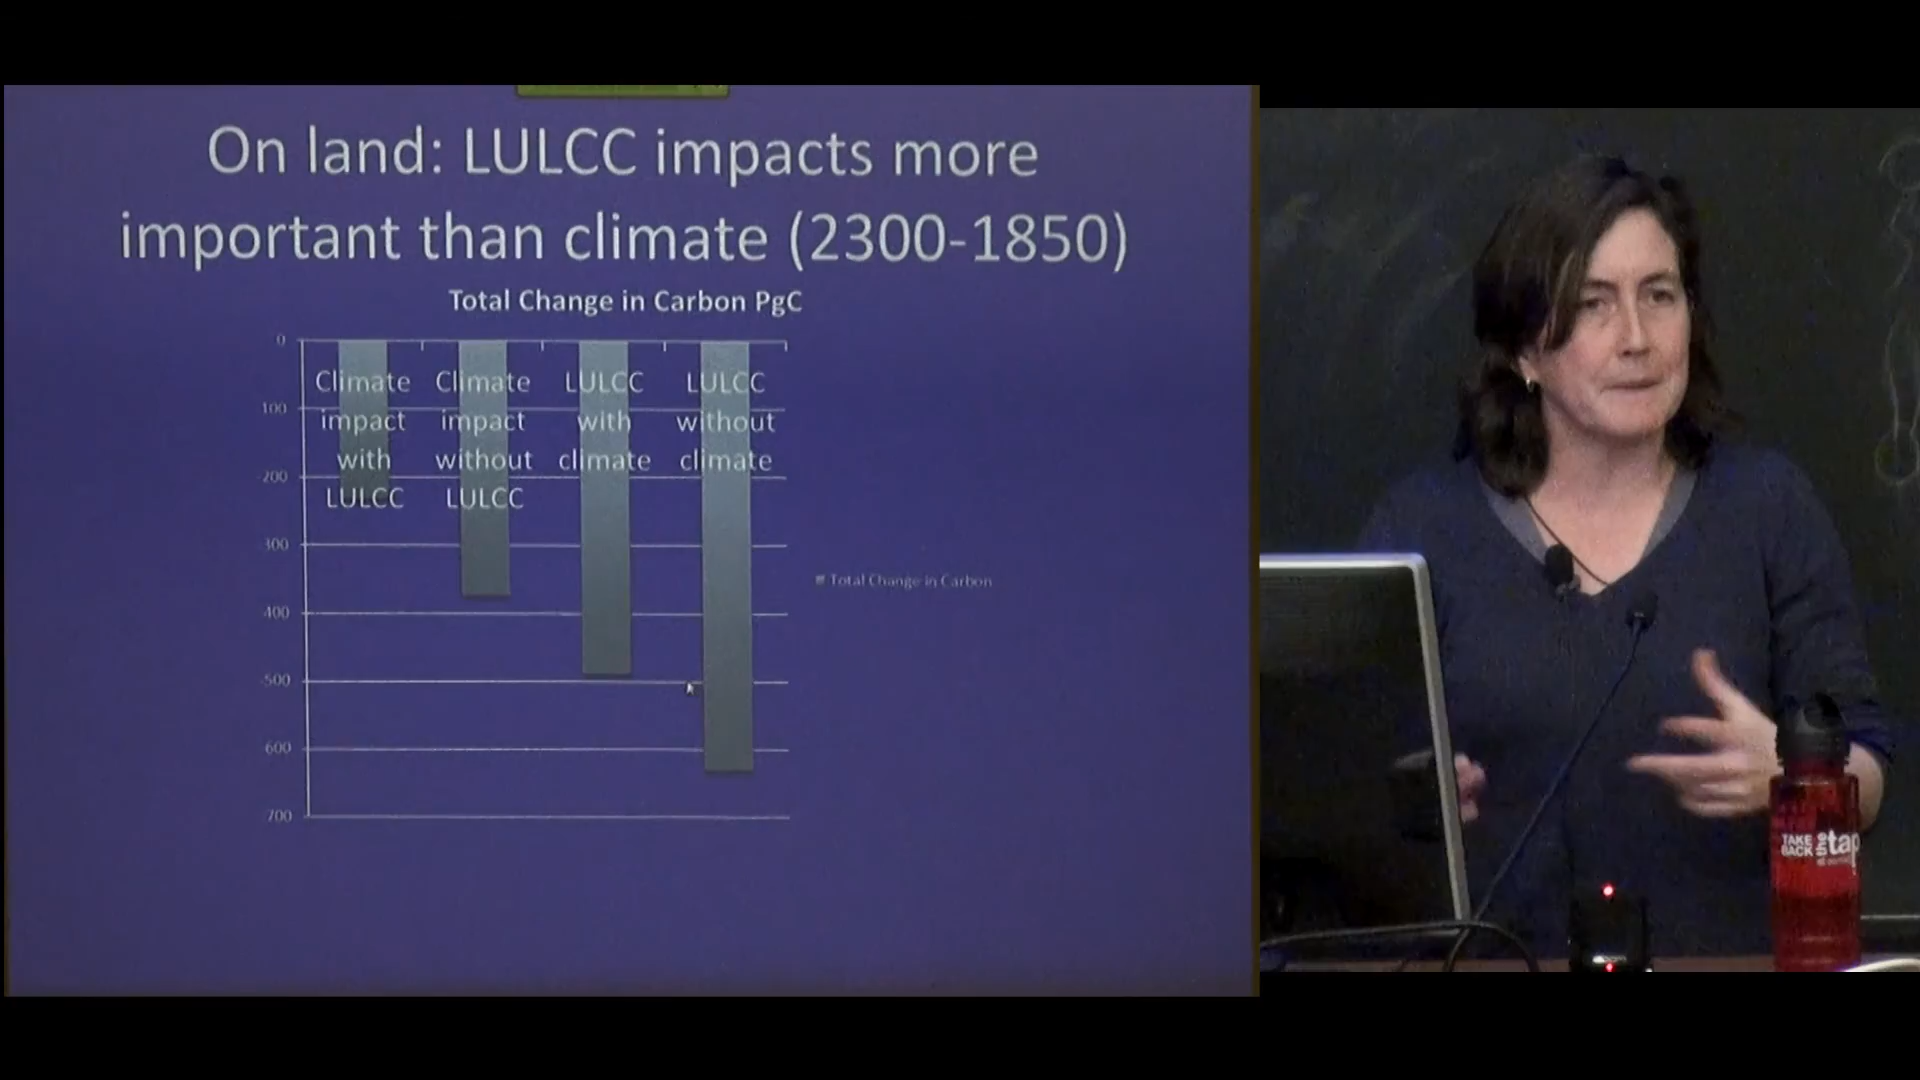 On land: LULCC impacts more
important than climate (2300-1850)
Total Change in Carbon PgC
0
100
200
300
400
500
600
700
Climate
impact
with
LULCC
Climate
impact
without
LULCC
LULCC
with
climate
LULCC
without
climate
Total Change in Carbon
TAKE
BACK
the
tap